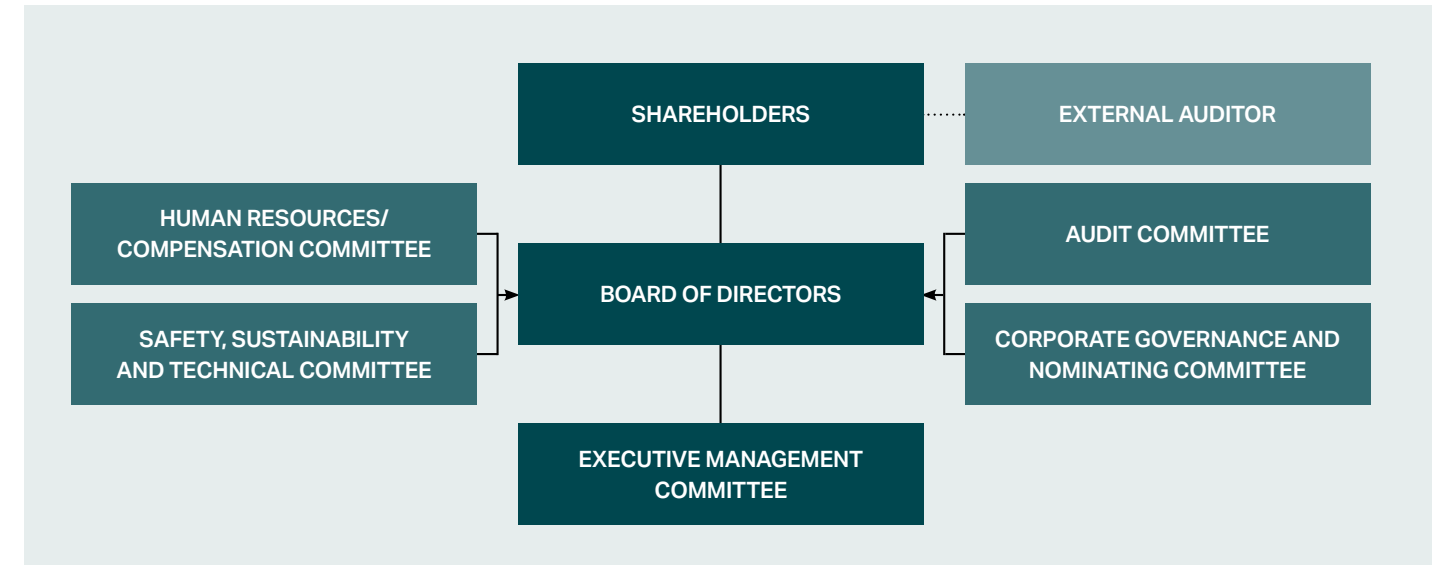 SHAREHOLDERS
EXTERNAL AUDITOR
HUMAN RESOURCES/
COMPENSATION COMMITTEE
AUDIT COMMITTEE
BOARD OF DIRECTORS
SAFETY, SUSTAINABILITY
AND TECHNICAL COMMITTEE
CORPORATE GOVERNANCE AND
NOMINATING COMMITTEE
EXECUTIVE MANAGEMENT
COMMITTEE